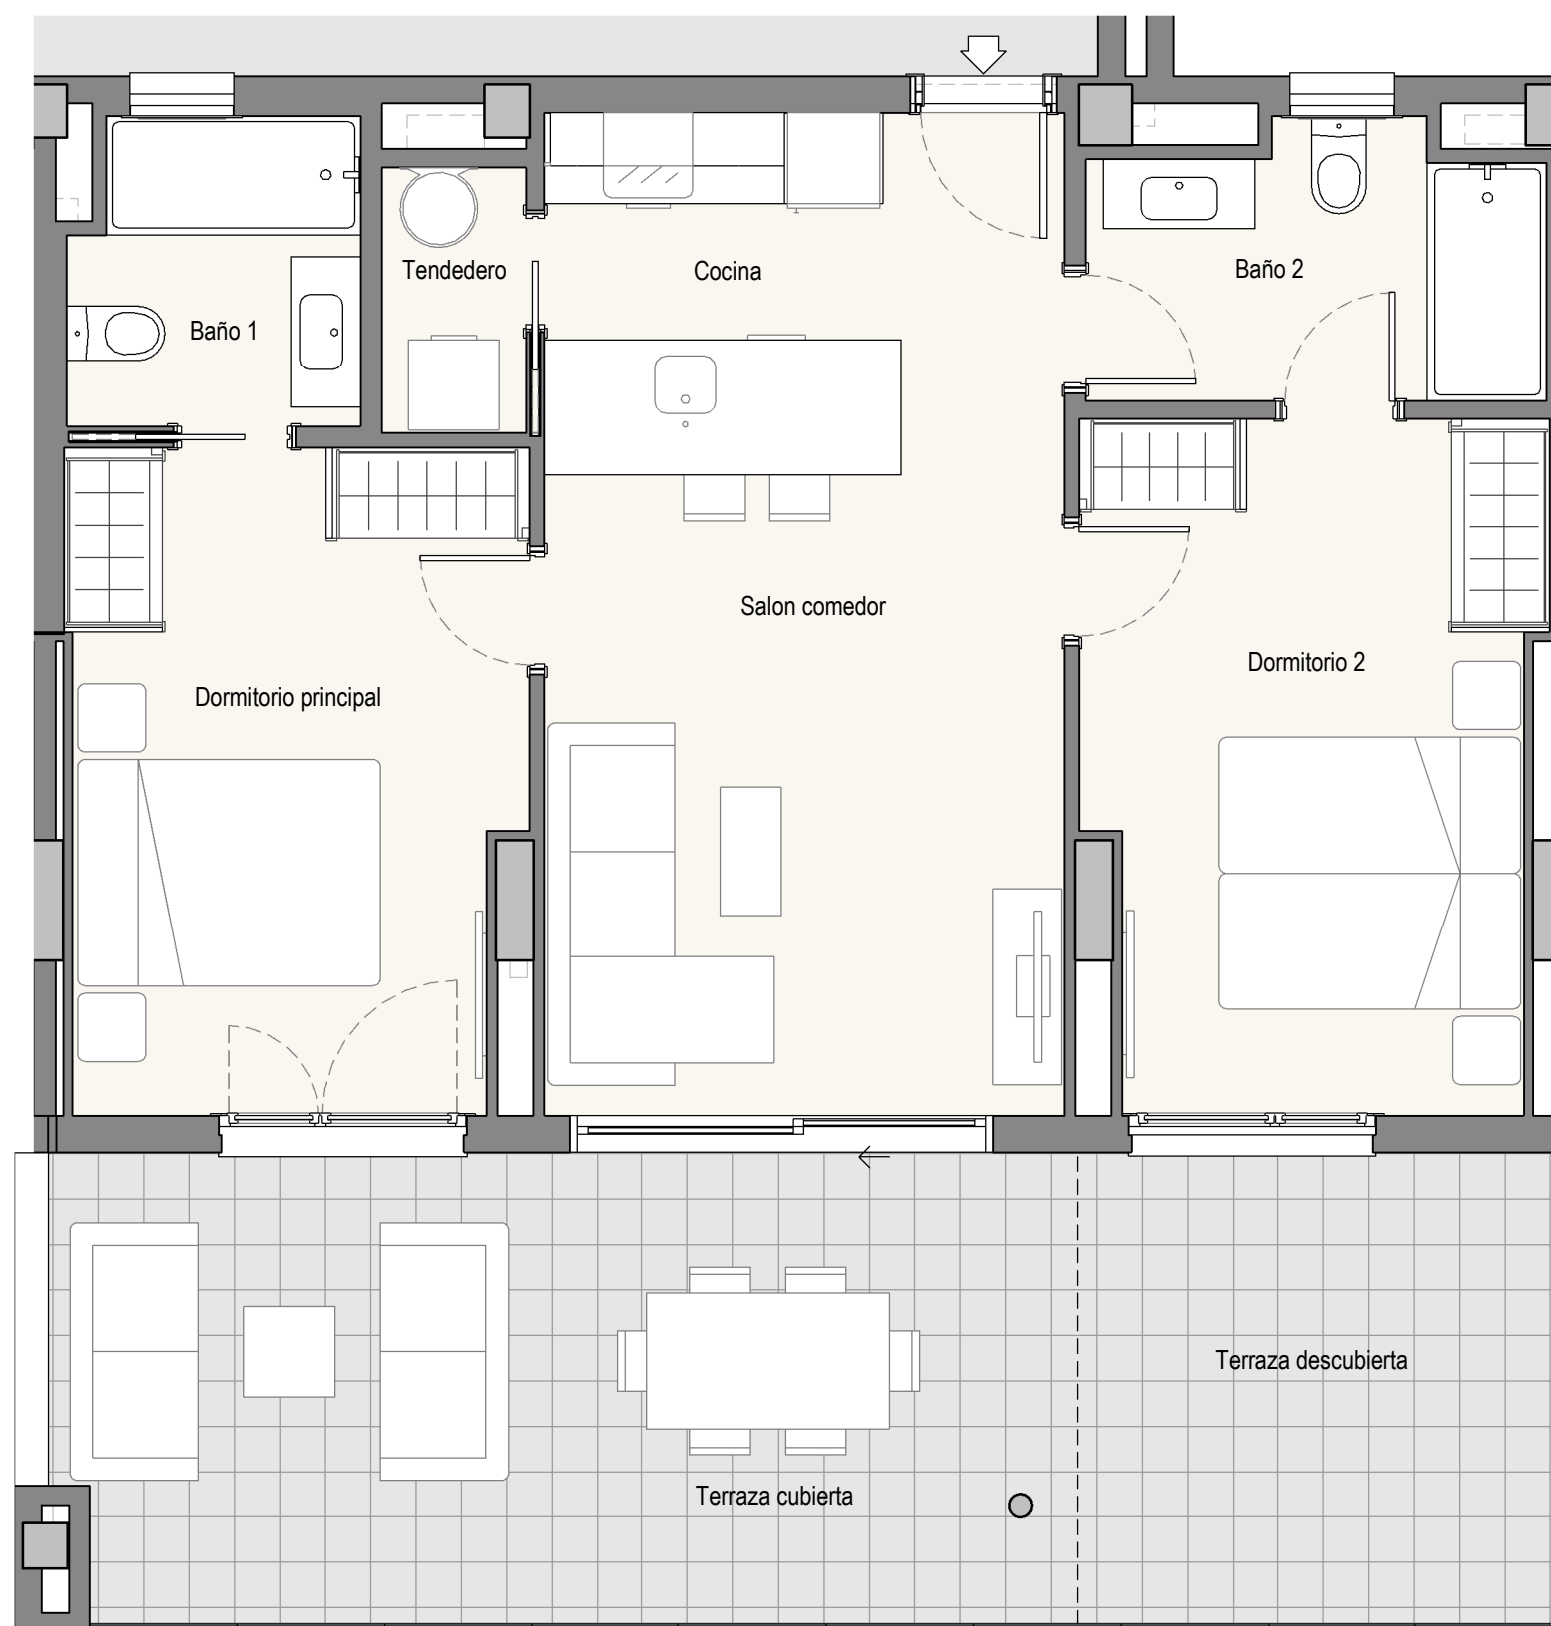 Tendedero
Cocina
Baño 2
Baño 1
Salon comedor
Dormitorio 2
Dormitorio principal
Terraza descubierta
Terraza cubierta